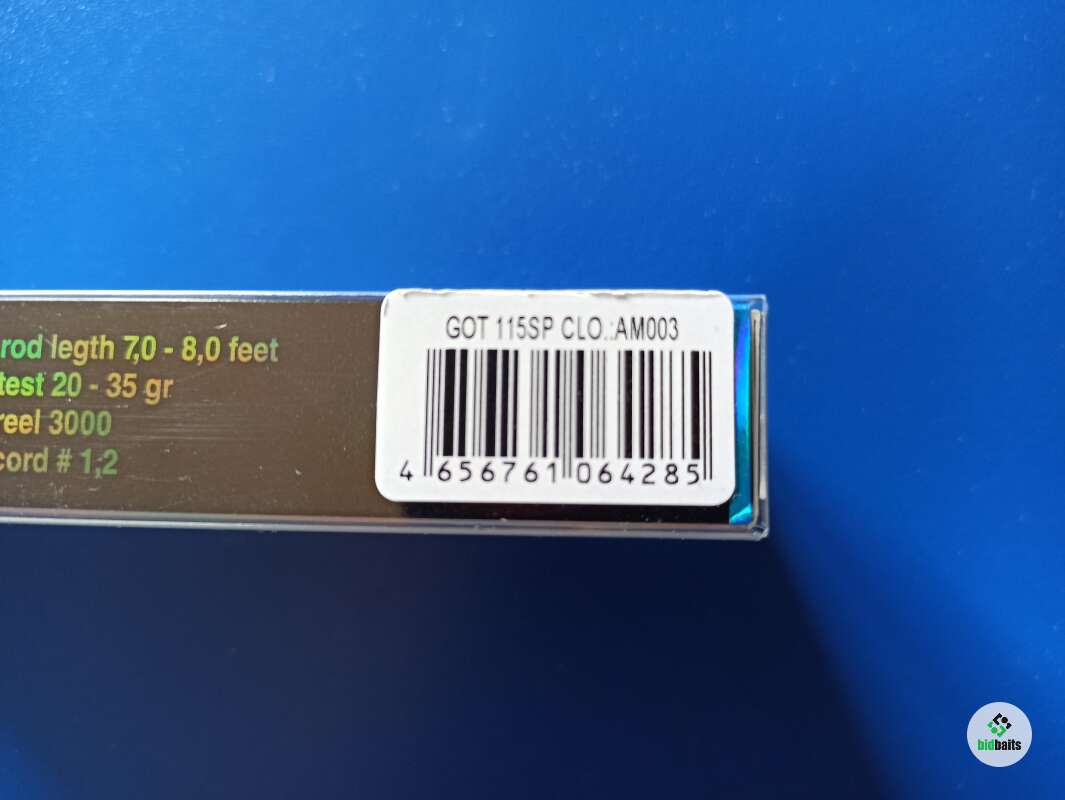 rod legth 7,0 - 8,0 feet
test 20 - 35 gr
reel 3000
cord # 1,2
GOT 115SP CLO.:AM003
4 656761 064285
bidbaits